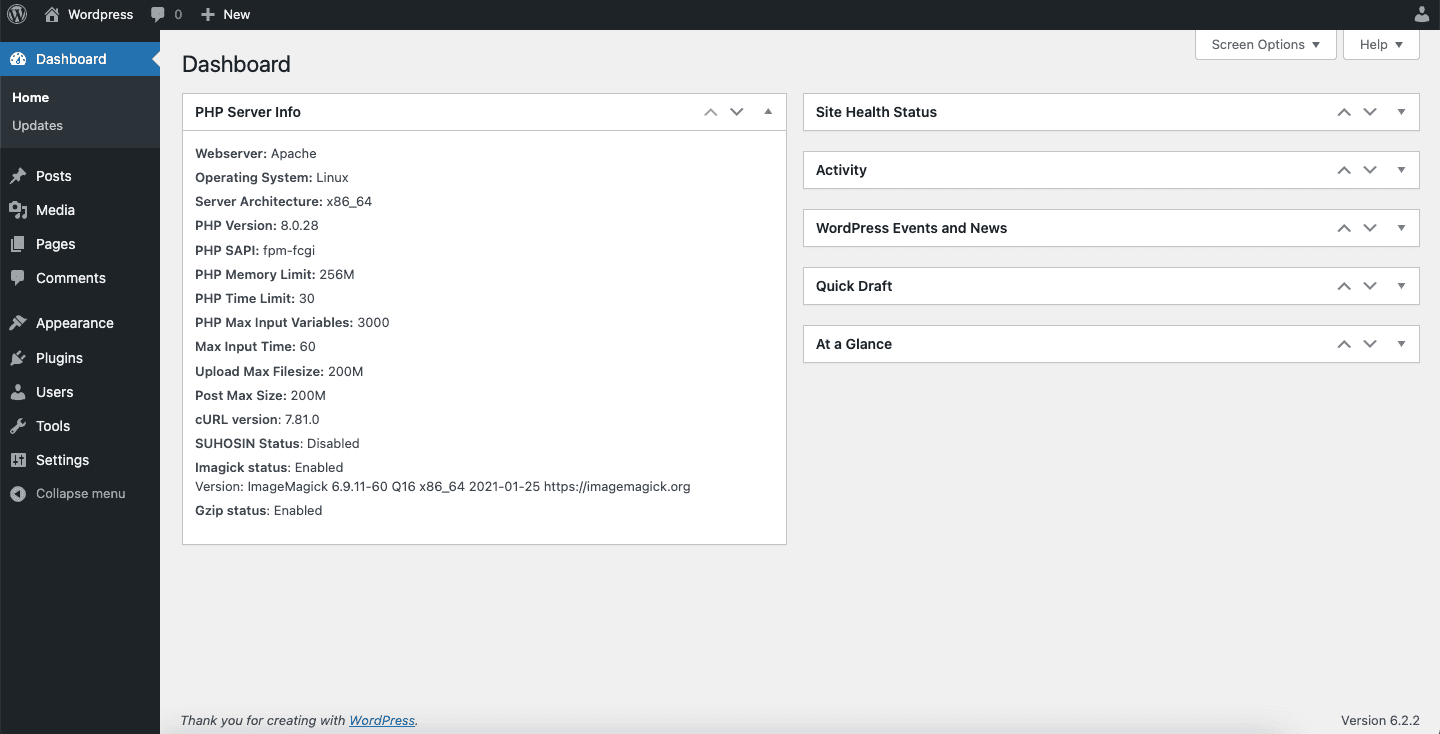 Wordpress 0 New
Dashboard
Home
Updates
Posts
Media
Pages
Comments
Appearance
Plugins
Users
Tools
Settings
Collapse menu
Screen Options
Help
Dashboard
PHP Server Info
Webserver: Apache
Operating System: Linux
Server Architecture: x86_64
PHP Version: 8.0.28
PHP SAPI: fpm-fcgi
PHP Memory Limit: 256M
PHP Time Limit: 30
PHP Max Input Variables: 3000
Max Input Time: 60
Upload Max Filesize: 200M
Post Max Size: 200M
cURL version: 7.81.0
SUHOSIN Status: Disabled
Imagick status: Enabled
Version: ImageMagick 6.9.11-60 Q16 x86_64 2021-01-25 https://imagemagick.org
Gzip status: Enabled
Site Health Status
Activity
WordPress Events and News
Quick Draft
At a Glance
Thank you for creating with WordPress.
Version 6.2.2